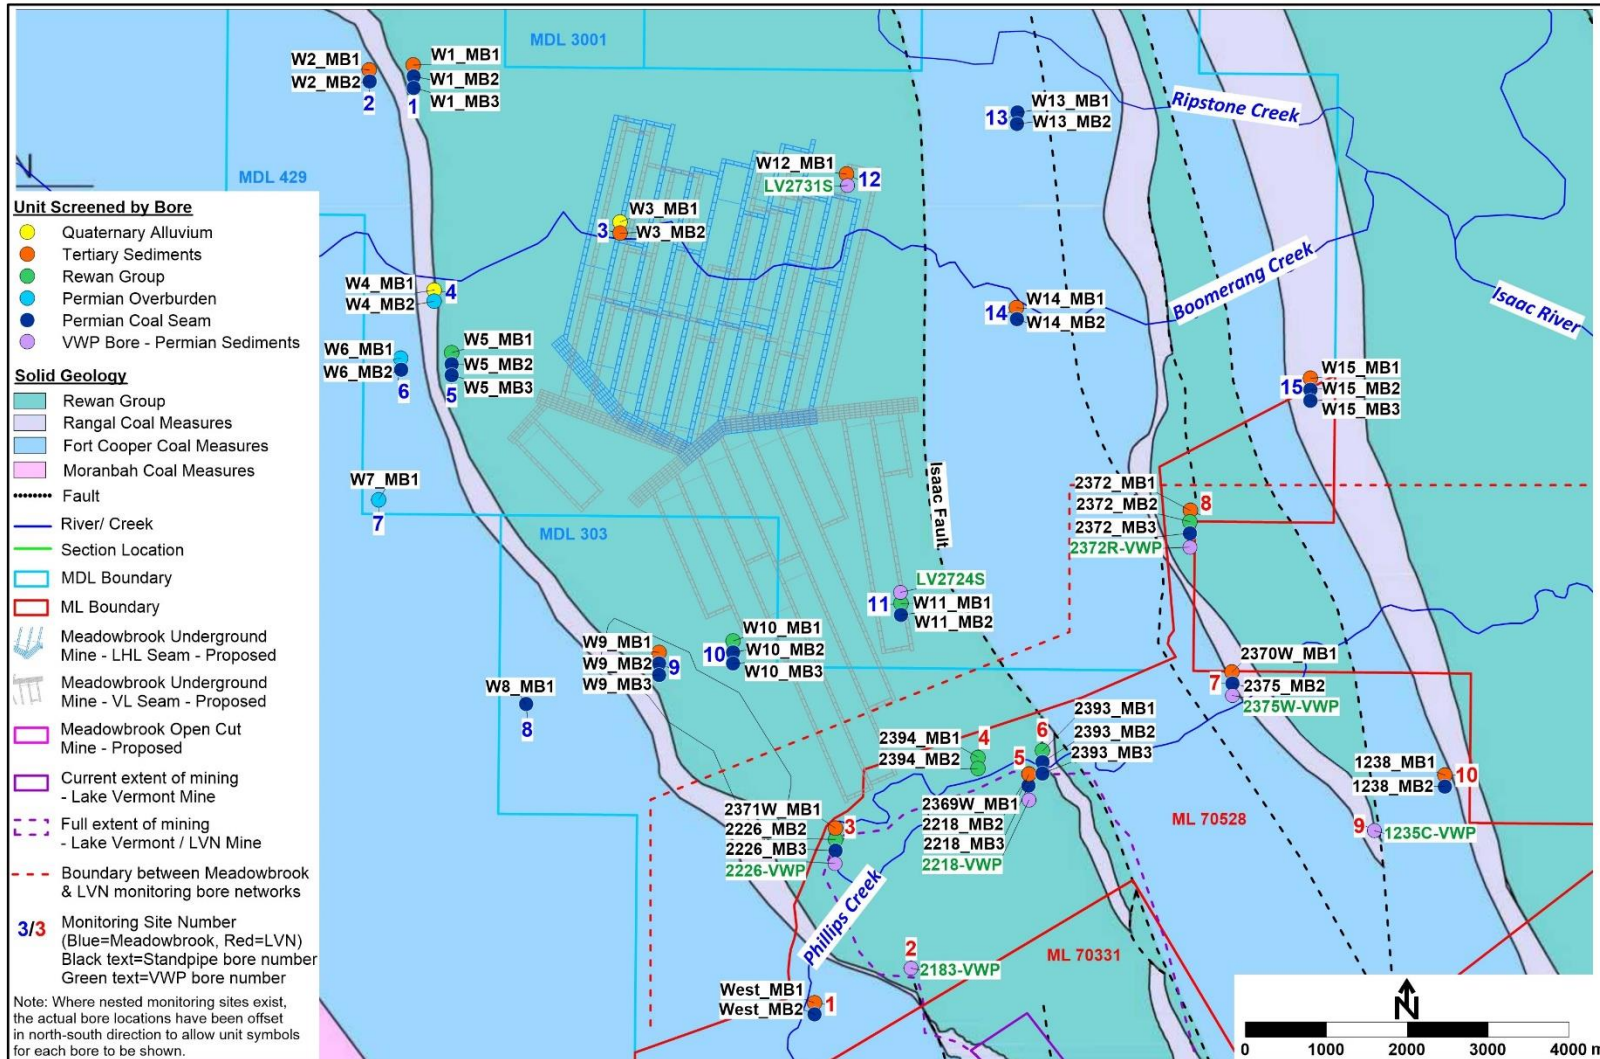 MDL 3001
W2_MB1
W2_MB2
2
W1_MB1
W1_MB2
W1_MB3
1
MDL 429
W12_MB1
LV2731S
12
W13_MB1
13
W13_MB2
Ripstone Creek
W3_MB1
3
W3_MB2
W4_MB1
W4_MB2
4
W14_MB1
14
W14_MB2
Boomerang Creek
Isaac River
W6_MB1
W6_MB2
6
W5_MB1
W5_MB2
W5_MB3
5
W15_MB1
15
W15_MB2
W15_MB3
W7_MB1
7
MDL 303
Isaac Fault
2372_MB1
2372_MB2
2372_MB3
2372R-VWP
8
LV2724S
11
W11_MB1
W11_MB2
W9_MB1
W9_MB2
W9_MB3
9
W10_MB1
10
W10_MB2
W10_MB3
W8_MB1
8
2370W_MB1
7
2375_MB2
2375W-VWP
2394_MB1
2394_MB2
4
6
2393_MB1
2393_MB2
2393_MB3
5
2369W_MB1
2218_MB2
2218_MB3
2218-VWP
1238_MB1
1238_MB2
10
9
1235C-VWP
2371W_MB1
2226_MB2
2226_MB3
2226-VWP
3
ML 70528
Phillips Creek
2
2183-VWP
ML 70331
West_MB1
West_MB2
1
Unit Screened by Bore
Quaternary Alluvium
Tertiary Sediments
Rewan Group
Permian Overburden
Permian Coal Seam
VWP Bore - Permian Sediments
Solid Geology
Rewan Group
Rangal Coal Measures
Fort Cooper Coal Measures
Moranbah Coal Measures
Fault
River/ Creek
Section Location
MDL Boundary
ML Boundary
Meadowbrook Underground
Mine - LHL Seam - Proposed
Meadowbrook Underground
Mine - VL Seam - Proposed
Meadowbrook Open Cut
Mine - Proposed
Current extent of mining
- Lake Vermont Mine
Full extent of mining
- Lake Vermont / LVN Mine
Boundary between Meadowbrook
& LVN monitoring bore networks
3/3 Monitoring Site Number
(Blue=Meadowbrook, Red=LVN)
Black text=Standpipe bore number
Green text=VWP bore number
Note: Where nested monitoring sites exist,
the actual bore locations have been offset
in north-south direction to allow unit symbols
for each bore to be shown.
N
0 1000 2000 3000 4000 m